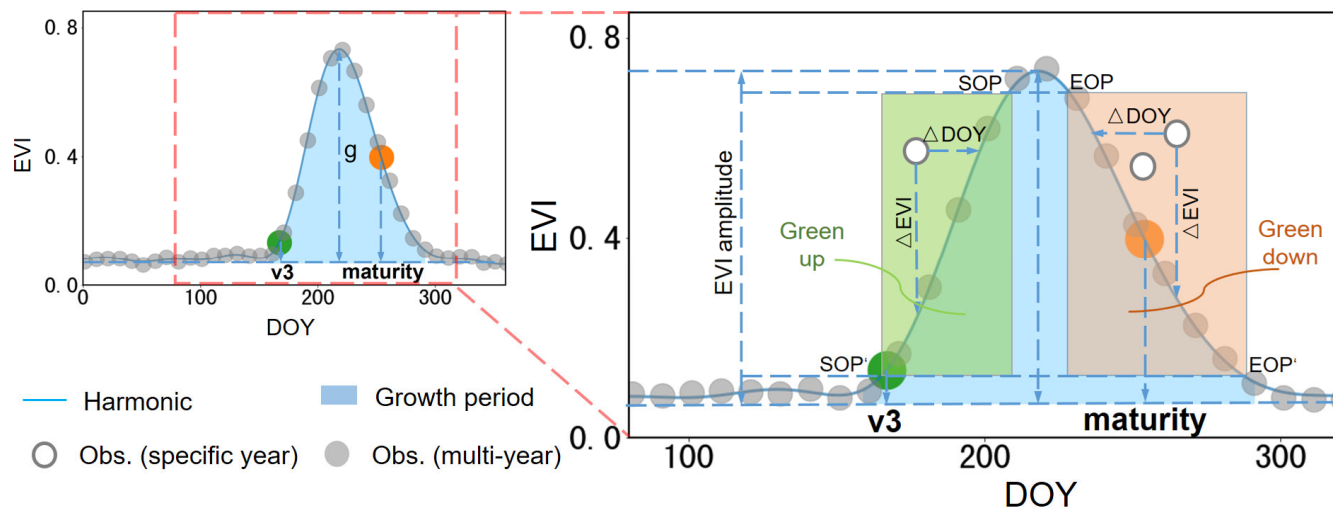 0. 8
EVI
0. 4
g
v3
maturity
0. 0
0
100
200
300
DOY
Harmonic
Growth period
Obs. (specific year)
Obs. (multi-year)
0. 8
SOP
EOP
△DOY
△DOY
EVI amplitude
EVI
△EVI
△EVI
0. 4
Green
up
Green
down
SOP‘
EOP‘
v3
maturity
0. 0
100
200
300
DOY